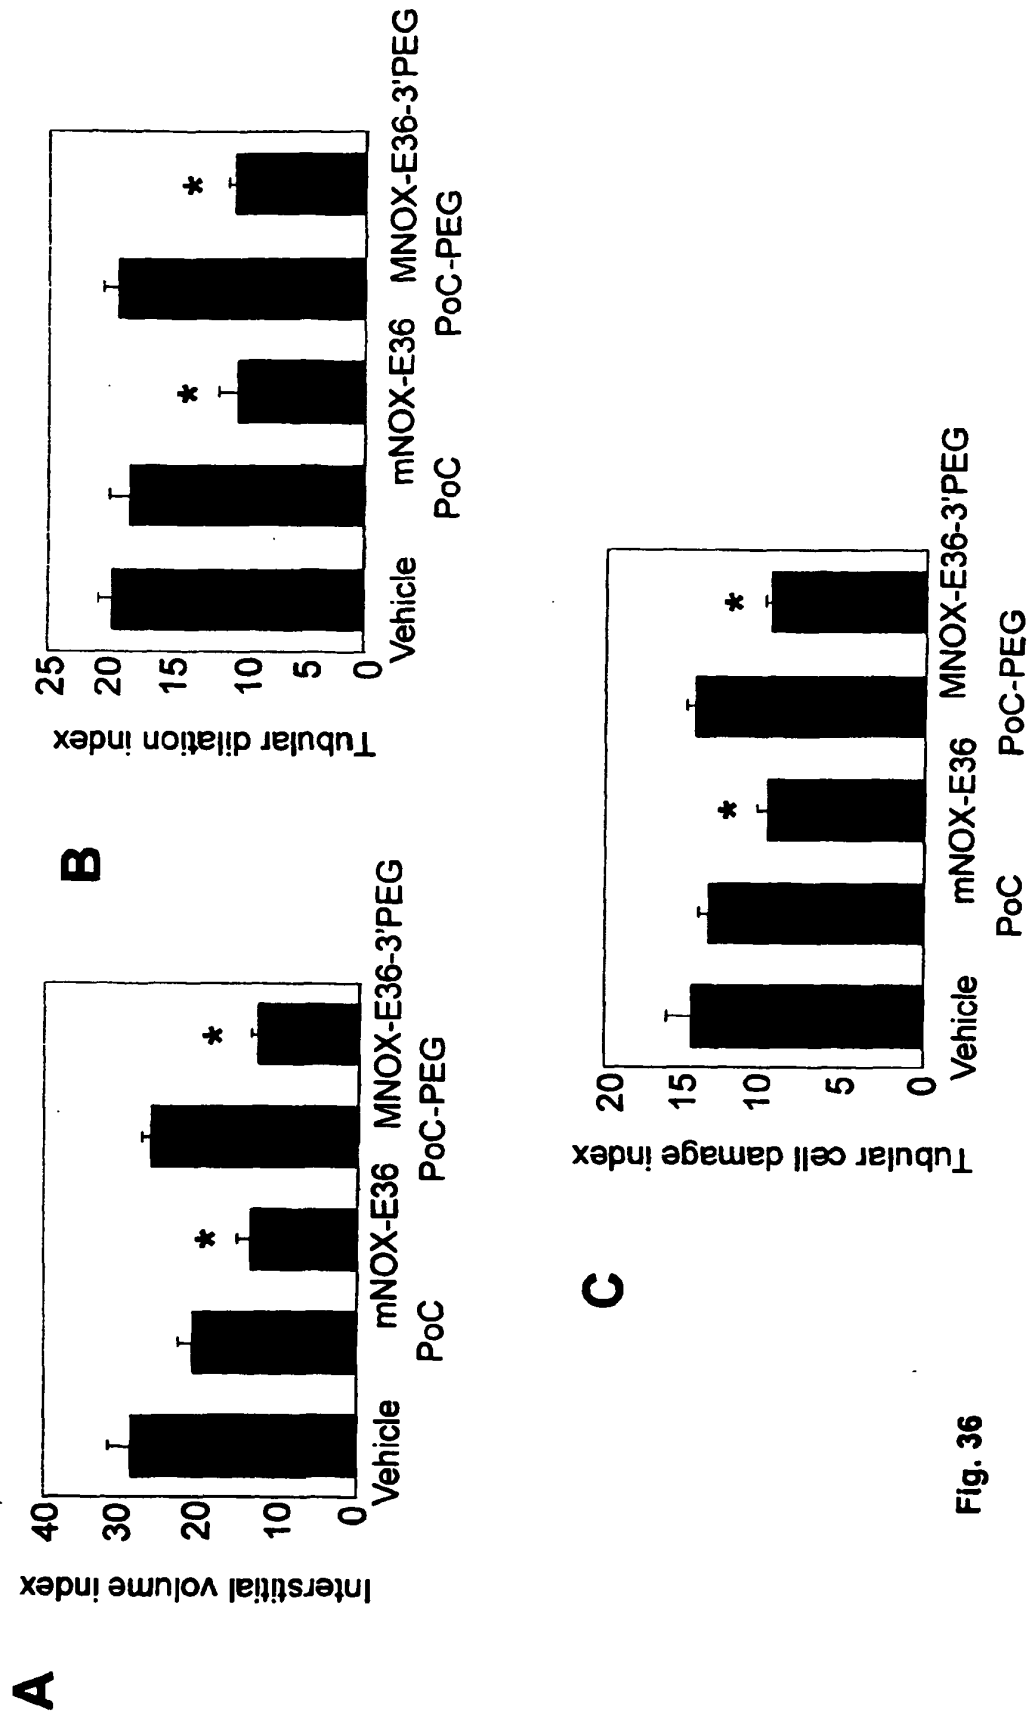 A
Interstitial volume index
40
30
20
10
0
Vehicle
PoC
mNOX-E36
PoC-PEG
MNOX-E36-3'PEG
*
*
B
Tubular dilation index
25
20
15
10
5
0
Vehicle
PoC
mNOX-E36
PoC-PEG
MNOX-E36-3'PEG
*
*
C
Tubular cell damage index
20
15
10
5
0
Vehicle
PoC
mNOX-E36
PoC-PEG
MNOX-E36-3'PEG
*
*
Fig. 36